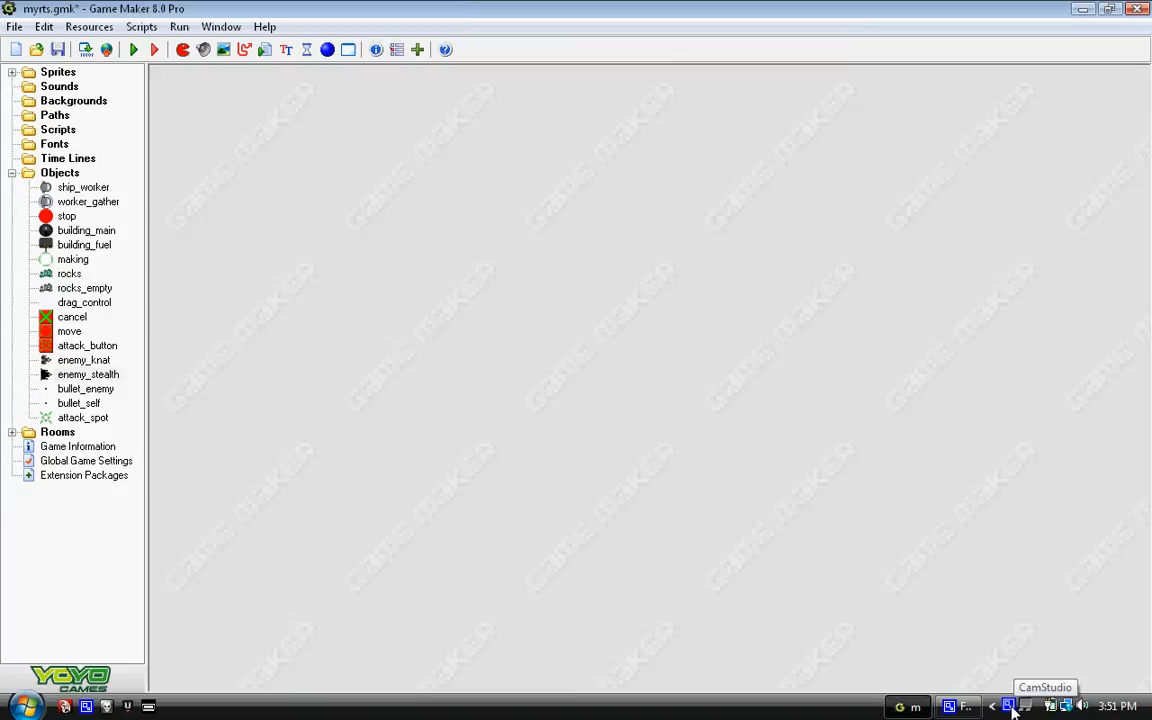 myrts.gmk* - Game Maker 8.0 Pro
File Edit Resources Scripts Run Window Help
Sprites
Sounds
Backgrounds
Paths
Scripts
Fonts
Time Lines
Objects
ship_worker
worker_gather
stop
building_main
building_fuel
making
rocks
rocks_empty
drag_control
cancel
move
attack_button
enemy_knat
enemy_stealth
bullet_enemy
bullet_self
attack_spot
Rooms
Game Information
Global Game Settings
Extension Packages
YOYO
GAMES
GAME MAKER
CamStudio
m
F..
3:51 PM